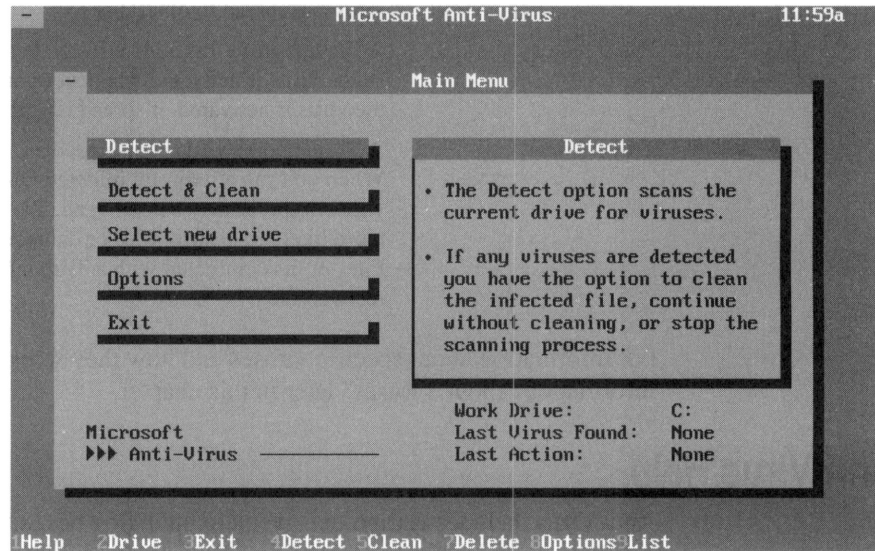 Microsoft Anti-Virus 11:59a
Main Menu
Detect
Detect & Clean
Select new drive
Options
Exit
Detect
• The Detect option scans the
current drive for viruses.
• If any viruses are detected
you have the option to clean
the infected file, continue
without cleaning, or stop the
scanning process.
Work Drive: C:
Last Virus Found: None
Last Action: None
Microsoft
Anti-Virus
1Help 2Drive 3Exit 4Detect 5Clean 7Delete 8Options 9List